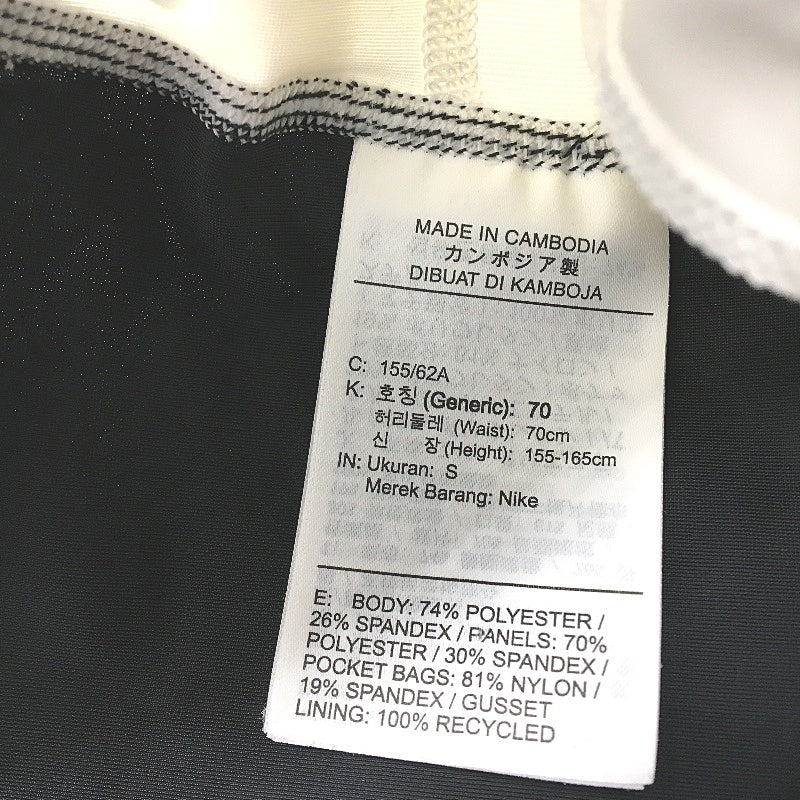 MADE IN CAMBODIA
カンボジア製
DIBUAT DI KAMBOJA
C: 155/62A
K: 호칭 (Generic): 70
허리둘레 (Waist): 70cm
신 장 (Height): 155-165cm
IN: Ukuran: S
Merek Barang: Nike
E: BODY: 74% POLYESTER /
26% SPANDEX / PANELS: 70%
POLYESTER / 30% SPANDEX /
POCKET BAGS: 81% NYLON /
19% SPANDEX / GUSSET
LINING: 100% RECYCLED